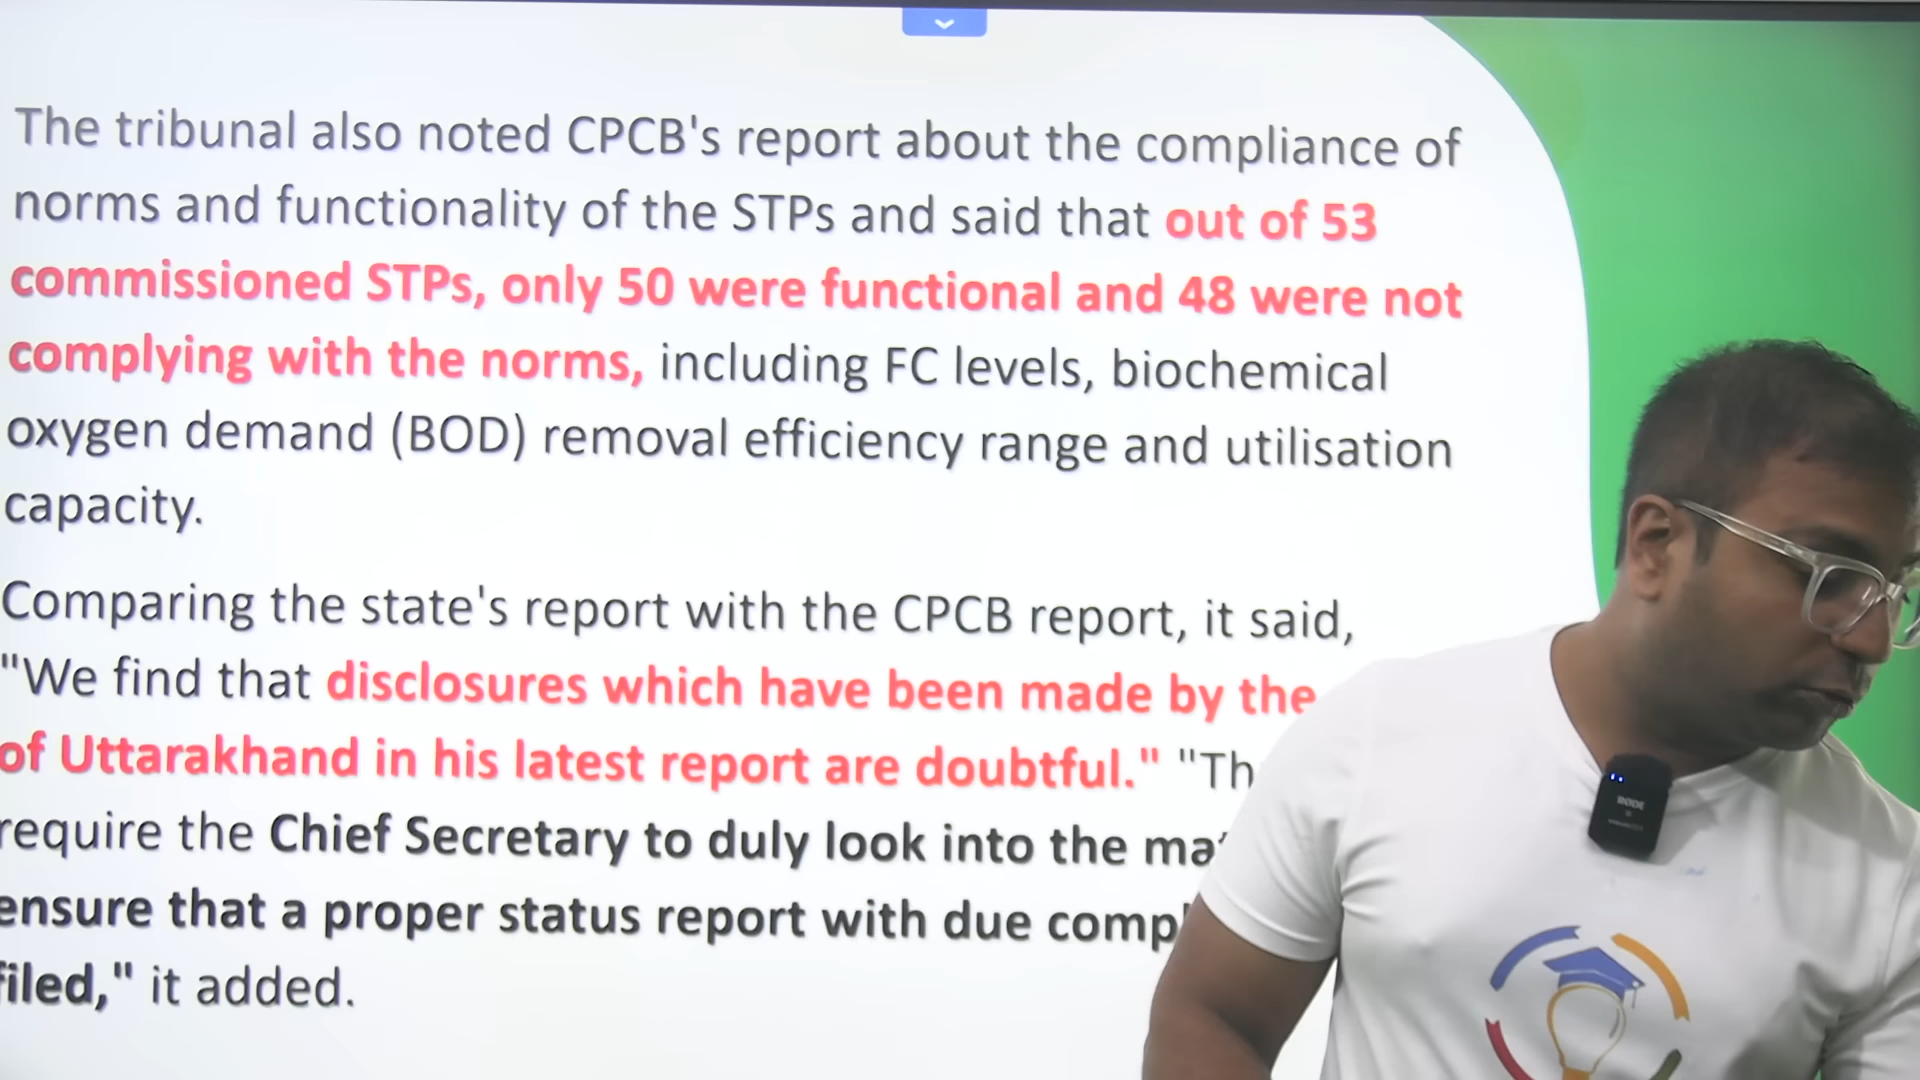 The tribunal also noted CPCB's report about the compliance of
norms and functionality of the STPs and said that out of 53
commissioned STPs, only 50 were functional and 48 were not
complying with the norms, including FC levels, biochemical
oxygen demand (BOD) removal efficiency range and utilisation
capacity.
Comparing the state's report with the CPCB report, it said,
"We find that disclosures which have been made by the
of Uttarakhand in his latest report are doubtful."
require the Chief Secretary to duly look into the
ensure that a proper status report with due
filed," it added.
RODE